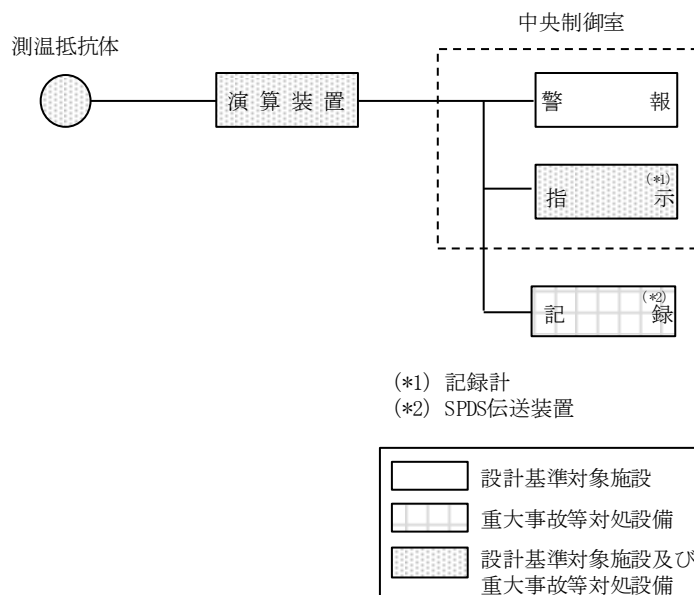 中央制御室
測温抵抗体
演算装置
警報
指示(*1)
記録(*2)
(*1) 記録計
(*2) SPDS伝送装置
設計基準対象施設
重大事故等対処設備
設計基準対象施設及び
重大事故等対処設備